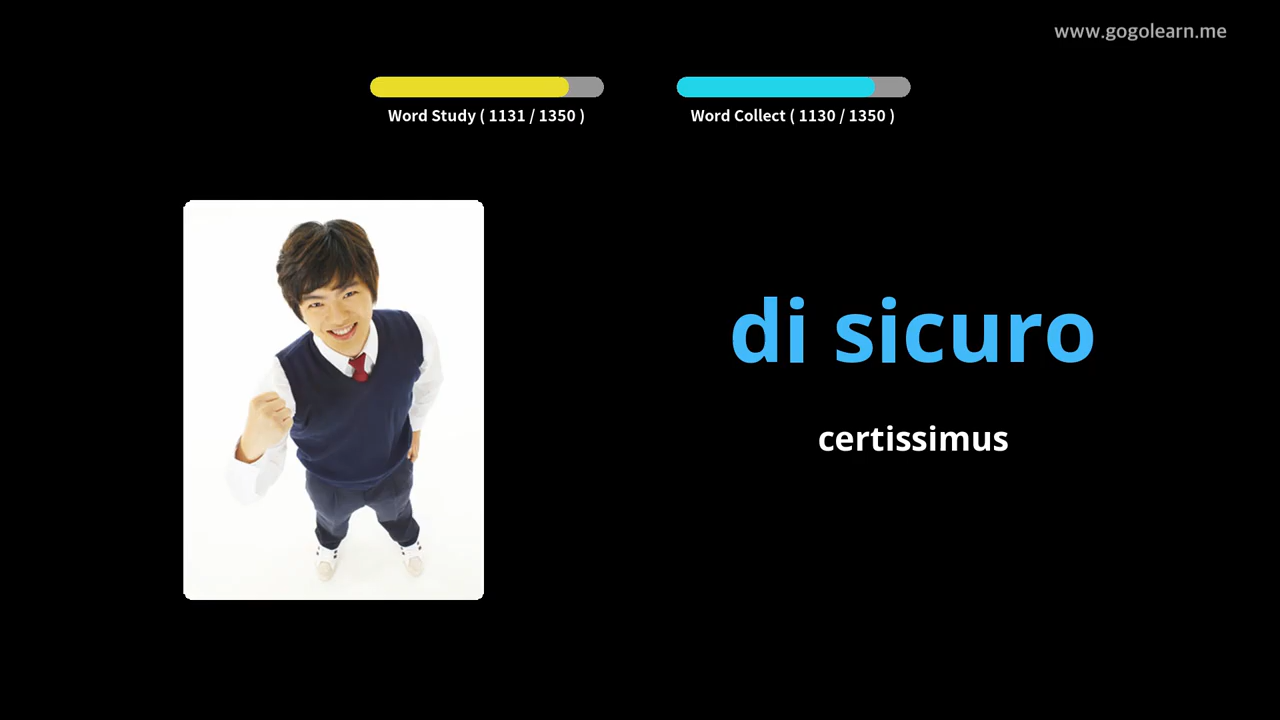 www.gogolearn.me
Word Study ( 1131 / 1350 )
Word Collect ( 1130 / 1350 )
di sicuro
certissimus